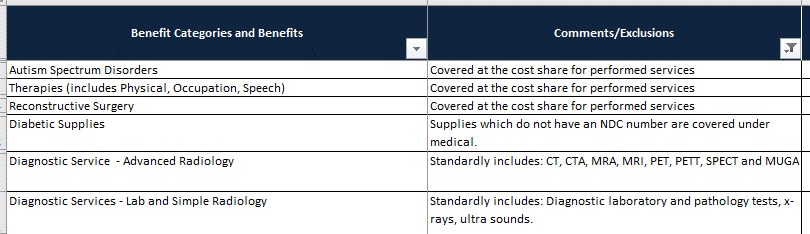 Benefit Categories and Benefits Comments/Exclusions
Autism Spectrum Disorders Covered at the cost share for performed services
Therapies (includes Physical, Occupation, Speech) Covered at the cost share for performed services
Reconstructive Surgery Covered at the cost share for performed services
Diabetic Supplies Supplies which do not have an NDC number are covered under
medical.
Diagnostic Service  - Advanced Radiology Standardly includes: CT, CTA, MRA, MRI, PET, PETT, SPECT and MUGA
Diagnostic Services - Lab and Simple Radiology Standardly includes: Diagnostic laboratory and pathology tests, x-
rays, ultra sounds.